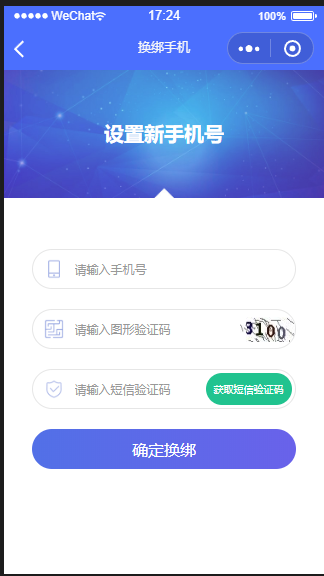 WeChat 17:24 100%
换绑手机
设置新手机号
请输入手机号
请输入图形验证码 3100
请输入短信验证码 获取短信验证码
确定换绑